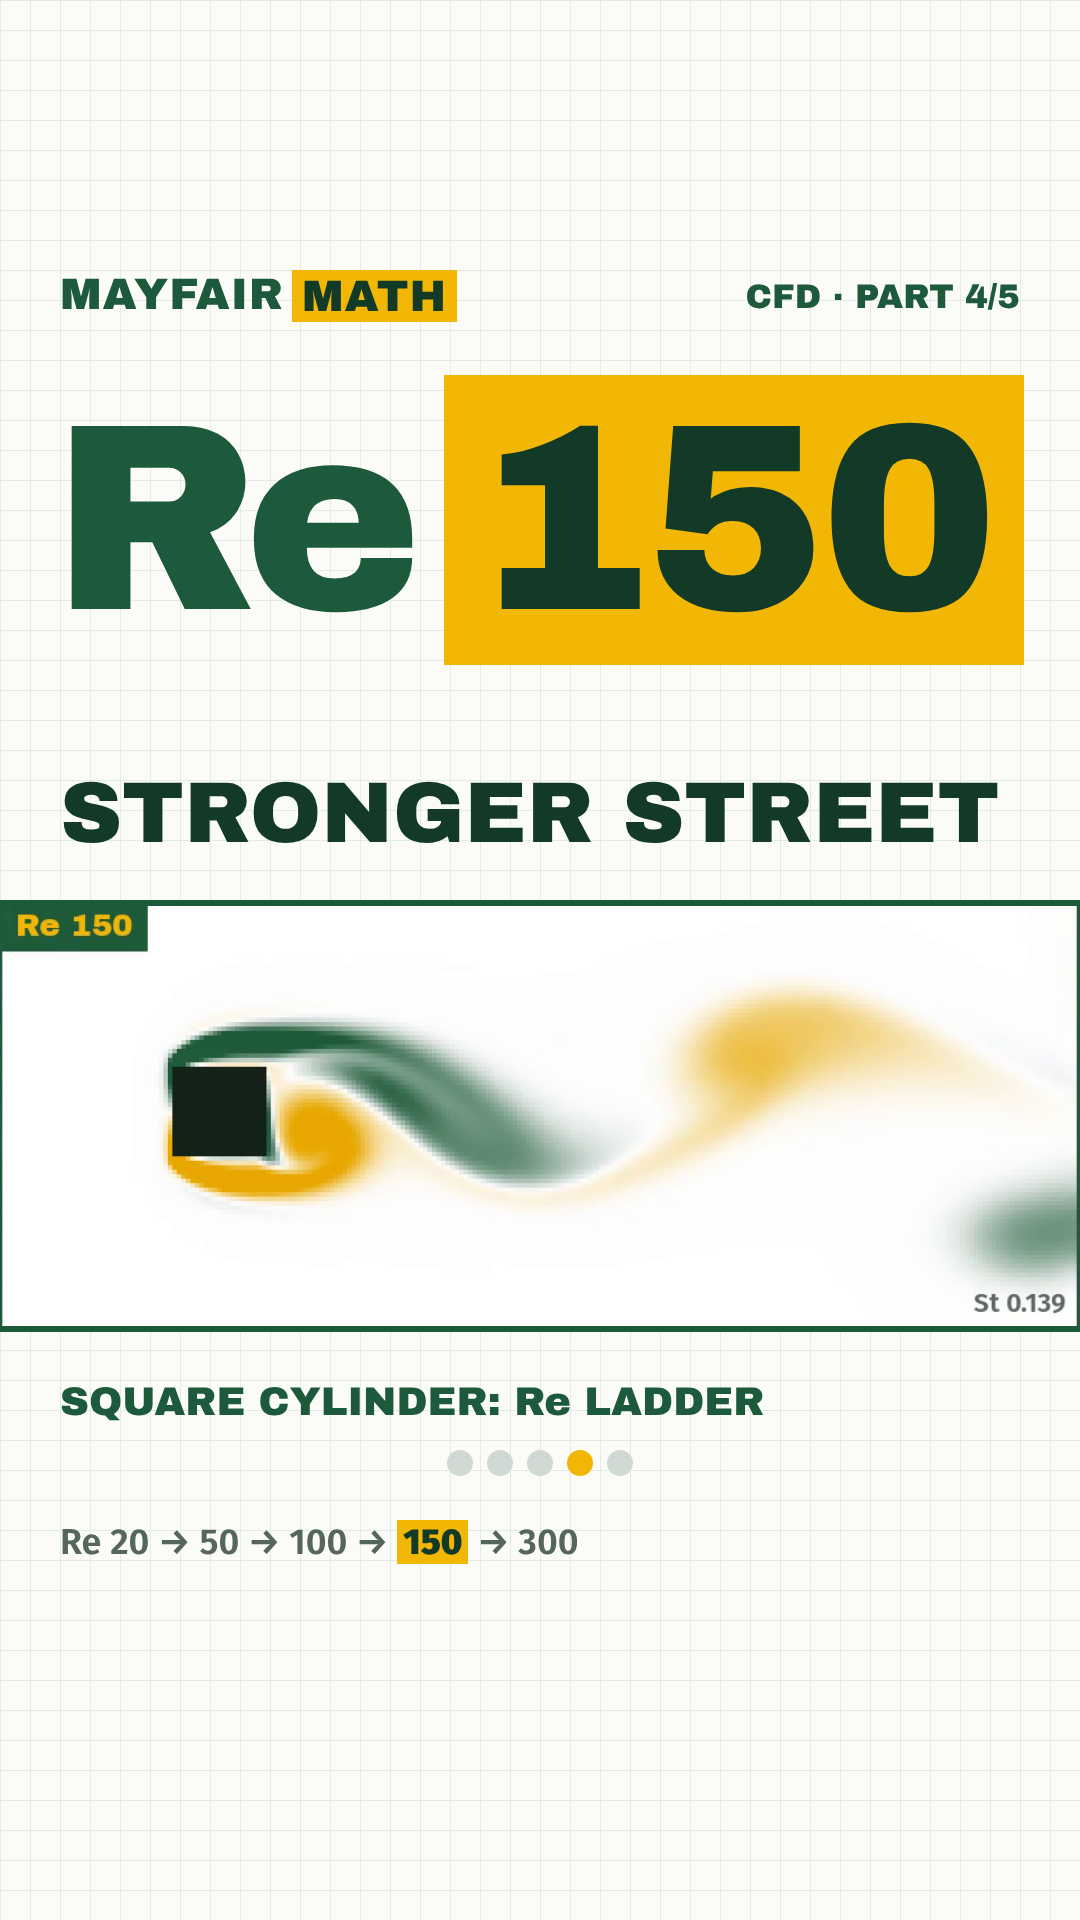 MAYFAIR MATH
CFD · PART 4/5
Re 150
STRONGER STREET
Re 150
St 0.139
SQUARE CYLINDER: Re LADDER
Re 20 → 50 → 100 → 150 → 300